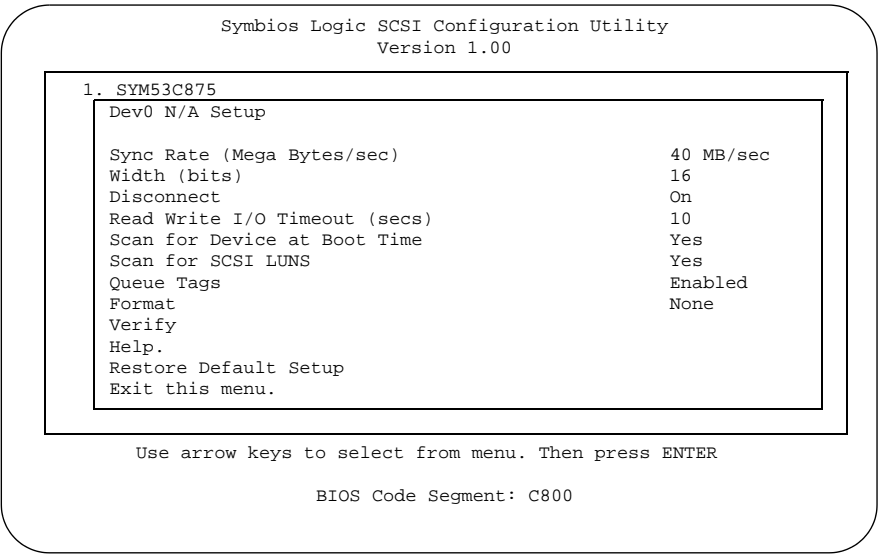 Symbios Logic SCSI Configuration Utility
Version 1.00
1. SYM53C875
Dev0 N/A Setup
Sync Rate (Mega Bytes/sec) 40 MB/sec
Width (bits) 16
Disconnect On
Read Write I/O Timeout (secs) 10
Scan for Device at Boot Time Yes
Scan for SCSI LUNS Yes
Queue Tags Enabled
Format None
Verify
Help.
Restore Default Setup
Exit this menu.
Use arrow keys to select from menu. Then press ENTER
BIOS Code Segment: C800